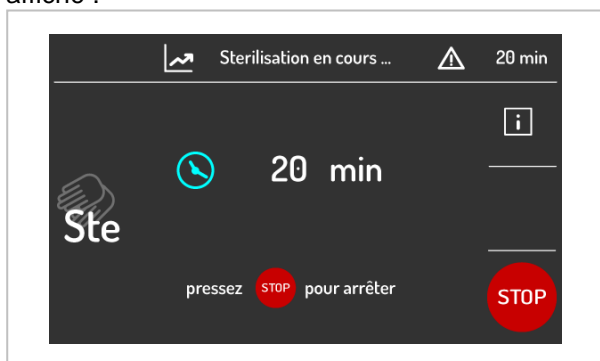 Sterilisation en cours ... 20 min
20 min
Ste
pressez STOP pour arrêter
STOP